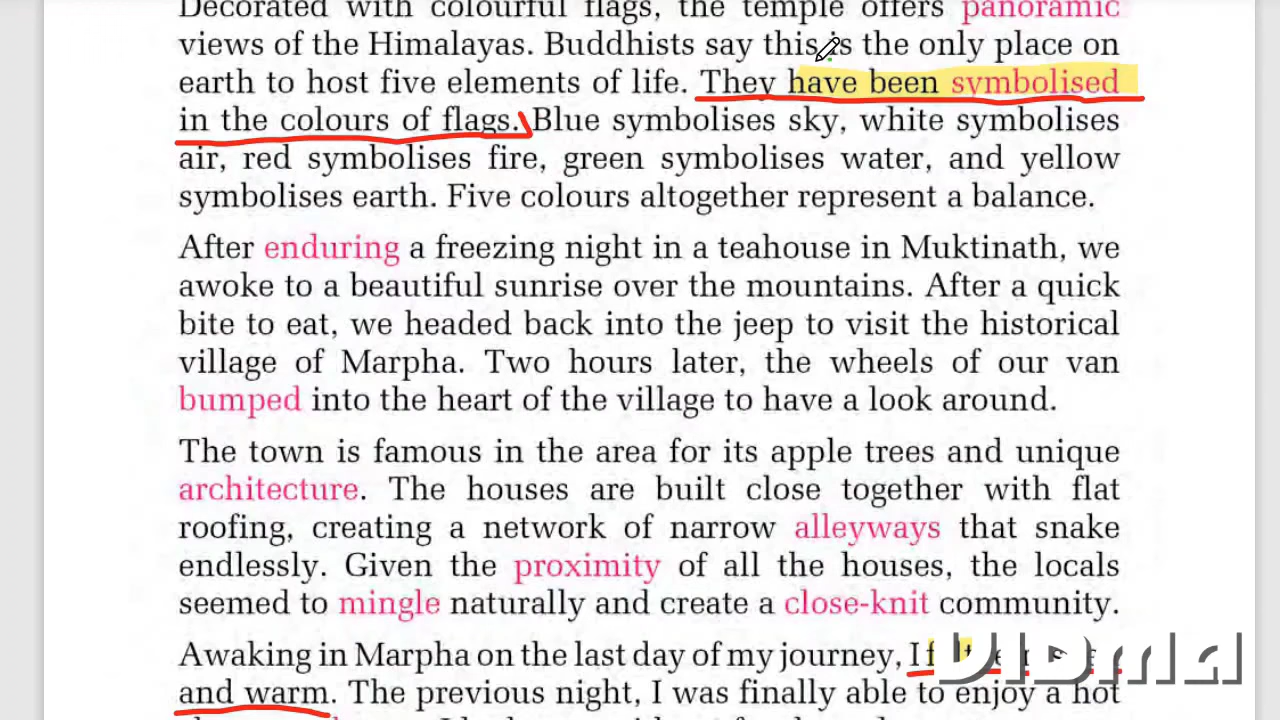 Decorated with colourful flags, the temple offers panoramic
views of the Himalayas. Buddhists say this is the only place on
earth to host five elements of life. They have been symbolised
in the colours of flags. Blue symbolises sky, white symbolises
air, red symbolises fire, green symbolises water, and yellow
symbolises earth. Five colours altogether represent a balance.
After enduring a freezing night in a teahouse in Muktinath, we
awoke to a beautiful sunrise over the mountains. After a quick
bite to eat, we headed back into the jeep to visit the historical
village of Marpha. Two hours later, the wheels of our van
bumped into the heart of the village to have a look around.
The town is famous in the area for its apple trees and unique
architecture. The houses are built close together with flat
roofing, creating a network of narrow alleyways that snake
endlessly. Given the proximity of all the houses, the locals
seemed to mingle naturally and create a close-knit community.
Awaking in Marpha on the last day of my journey, I
and warm. The previous night, I was finally able to enjoy a hot